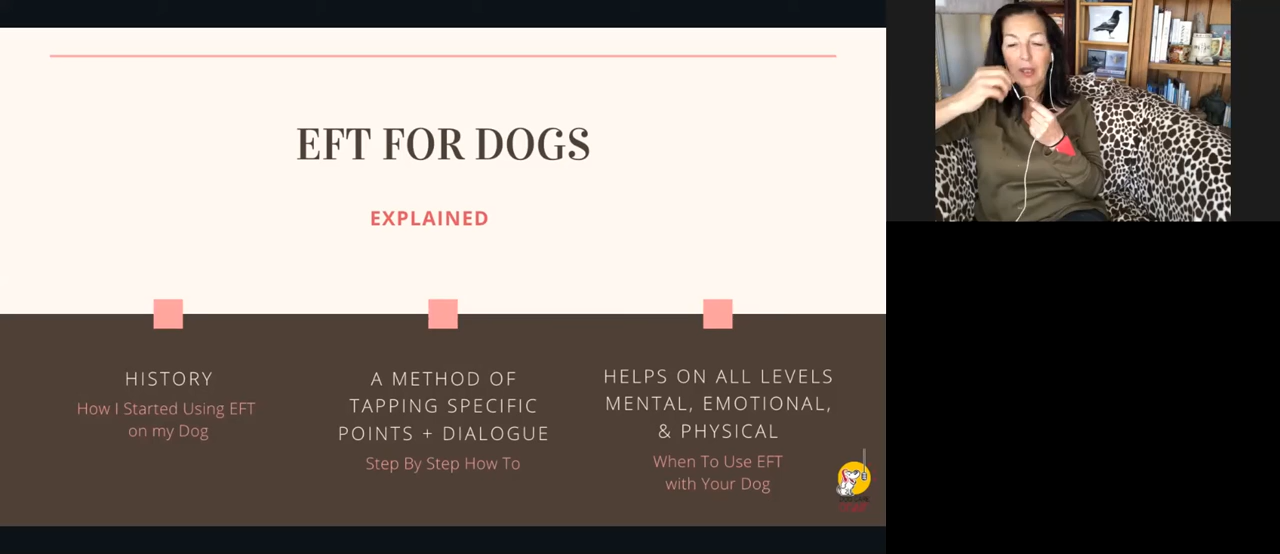 EFT FOR DOGS
EXPLAINED
HISTORY
How I Started Using EFT
on my Dog
A METHOD OF
TAPPING SPECIFIC
POINTS + DIALOGUE
Step By Step How To
HELPS ON ALL LEVELS
MENTAL, EMOTIONAL,
& PHYSICAL
When To Use EFT
with Your Dog